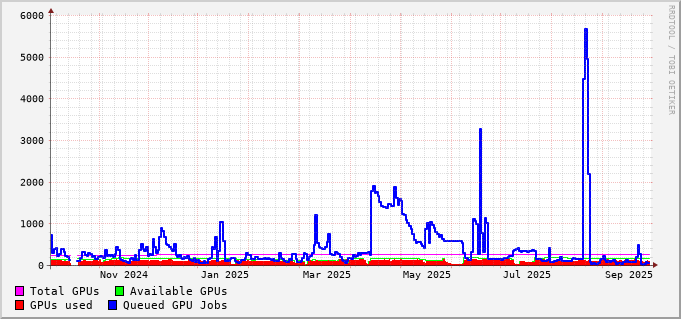 6000
5000
4000
3000
2000
1000
0
Nov 2024 Jan 2025 Mar 2025 May 2025 Jul 2025 Sep 2025
Total GPUs Available GPUs
GPUs used Queued GPU Jobs
RRDTOOL / TOBI OETIKER